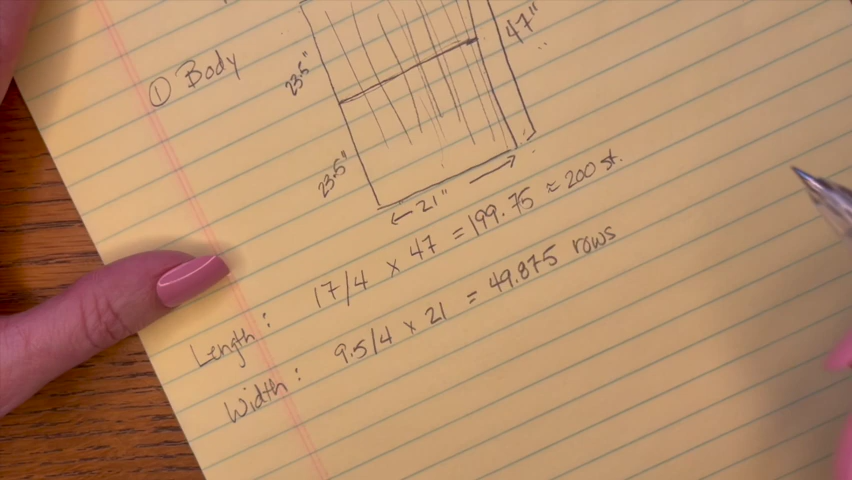 ① Body
47"
23.5"
23.5"
← 21" →
Length: 17/4 x 47 = 199.75 ≈ 200 st.
Width: 9.5/4 x 21 = 49.875 rows